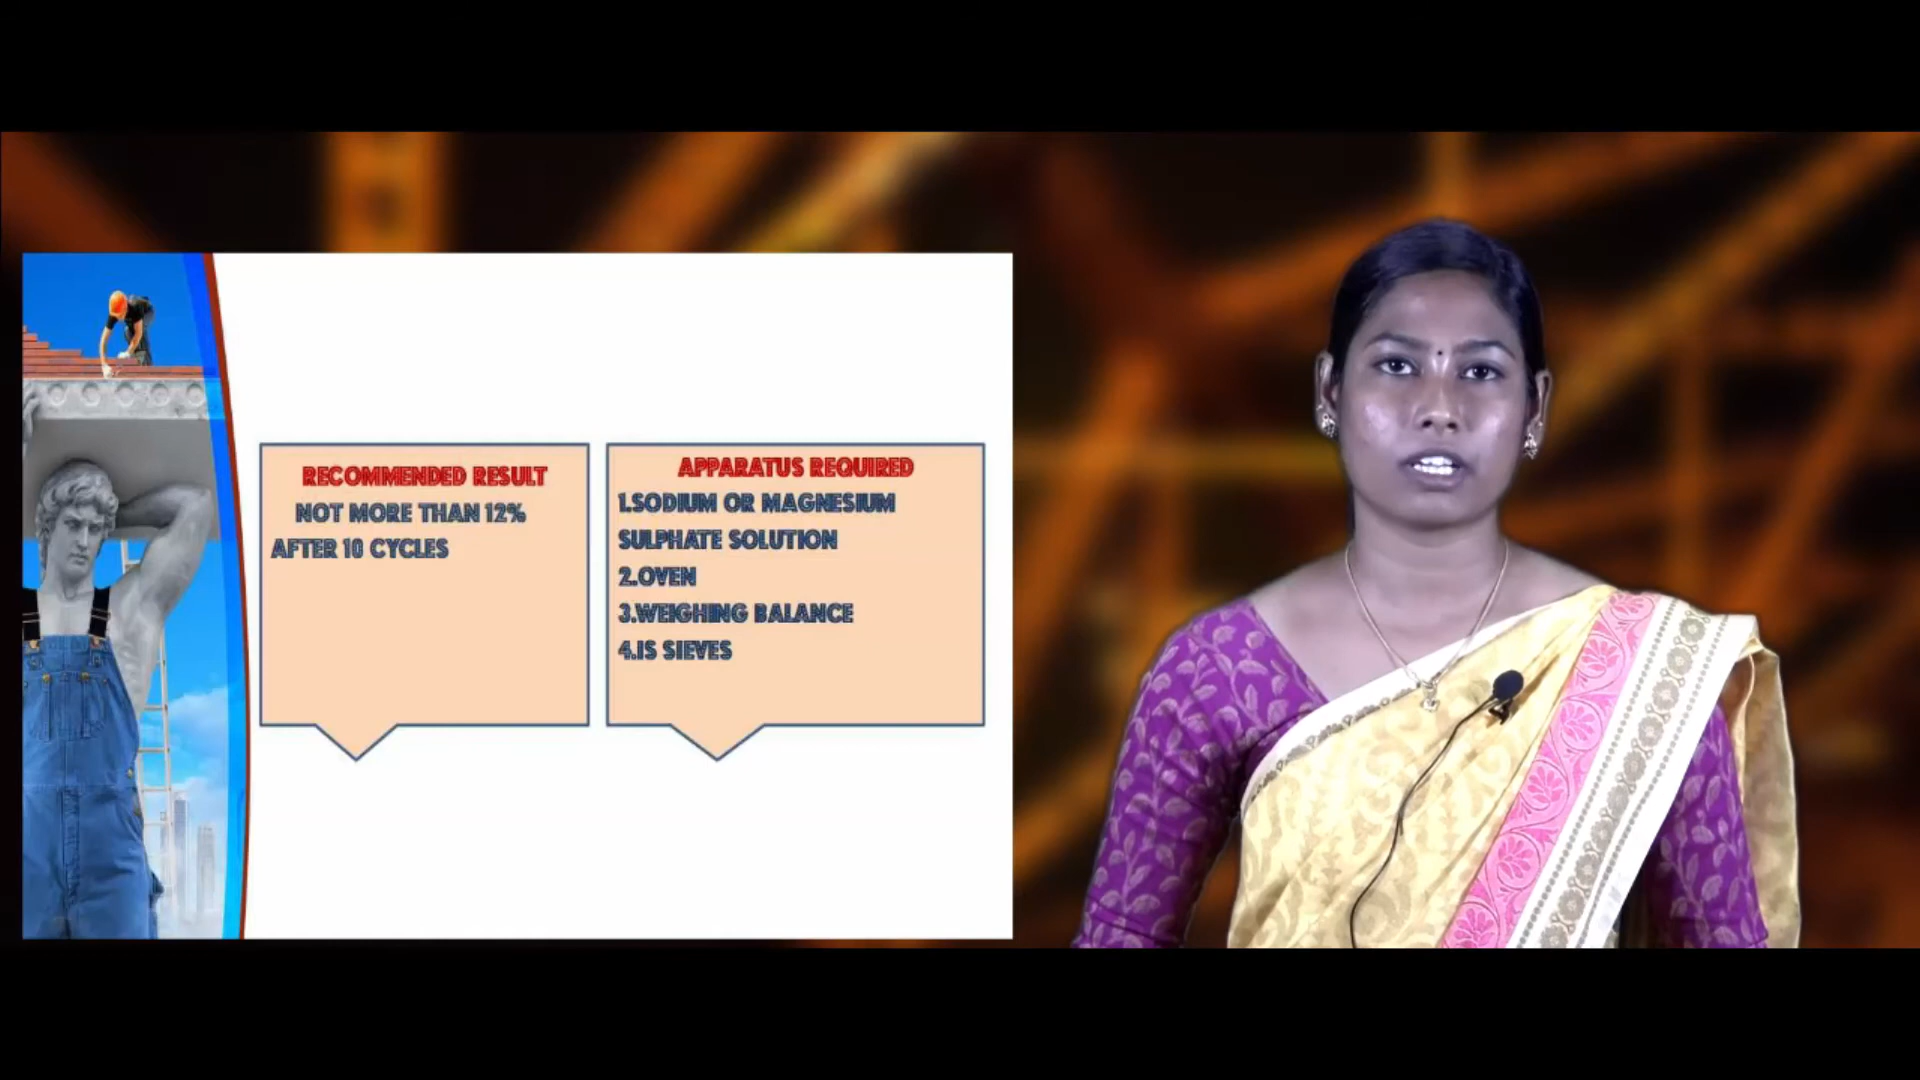 RECOMMENDED RESULT
NOT MORE THAN 12%
AFTER 10 CYCLES
APPARATUS REQUIRED
1.SODIUM OR MAGNESIUM
SULPHATE SOLUTION
2.OVEN
3.WEIGHING BALANCE
4.IS SIEVES